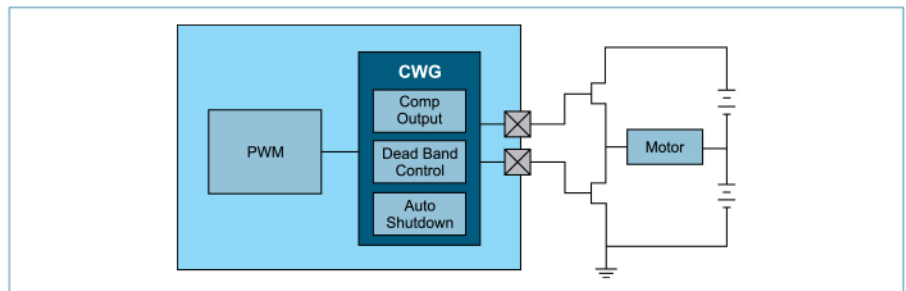 CWG
Comp
Output
PWM
Dead Band
Control
Motor
Auto
Shutdown